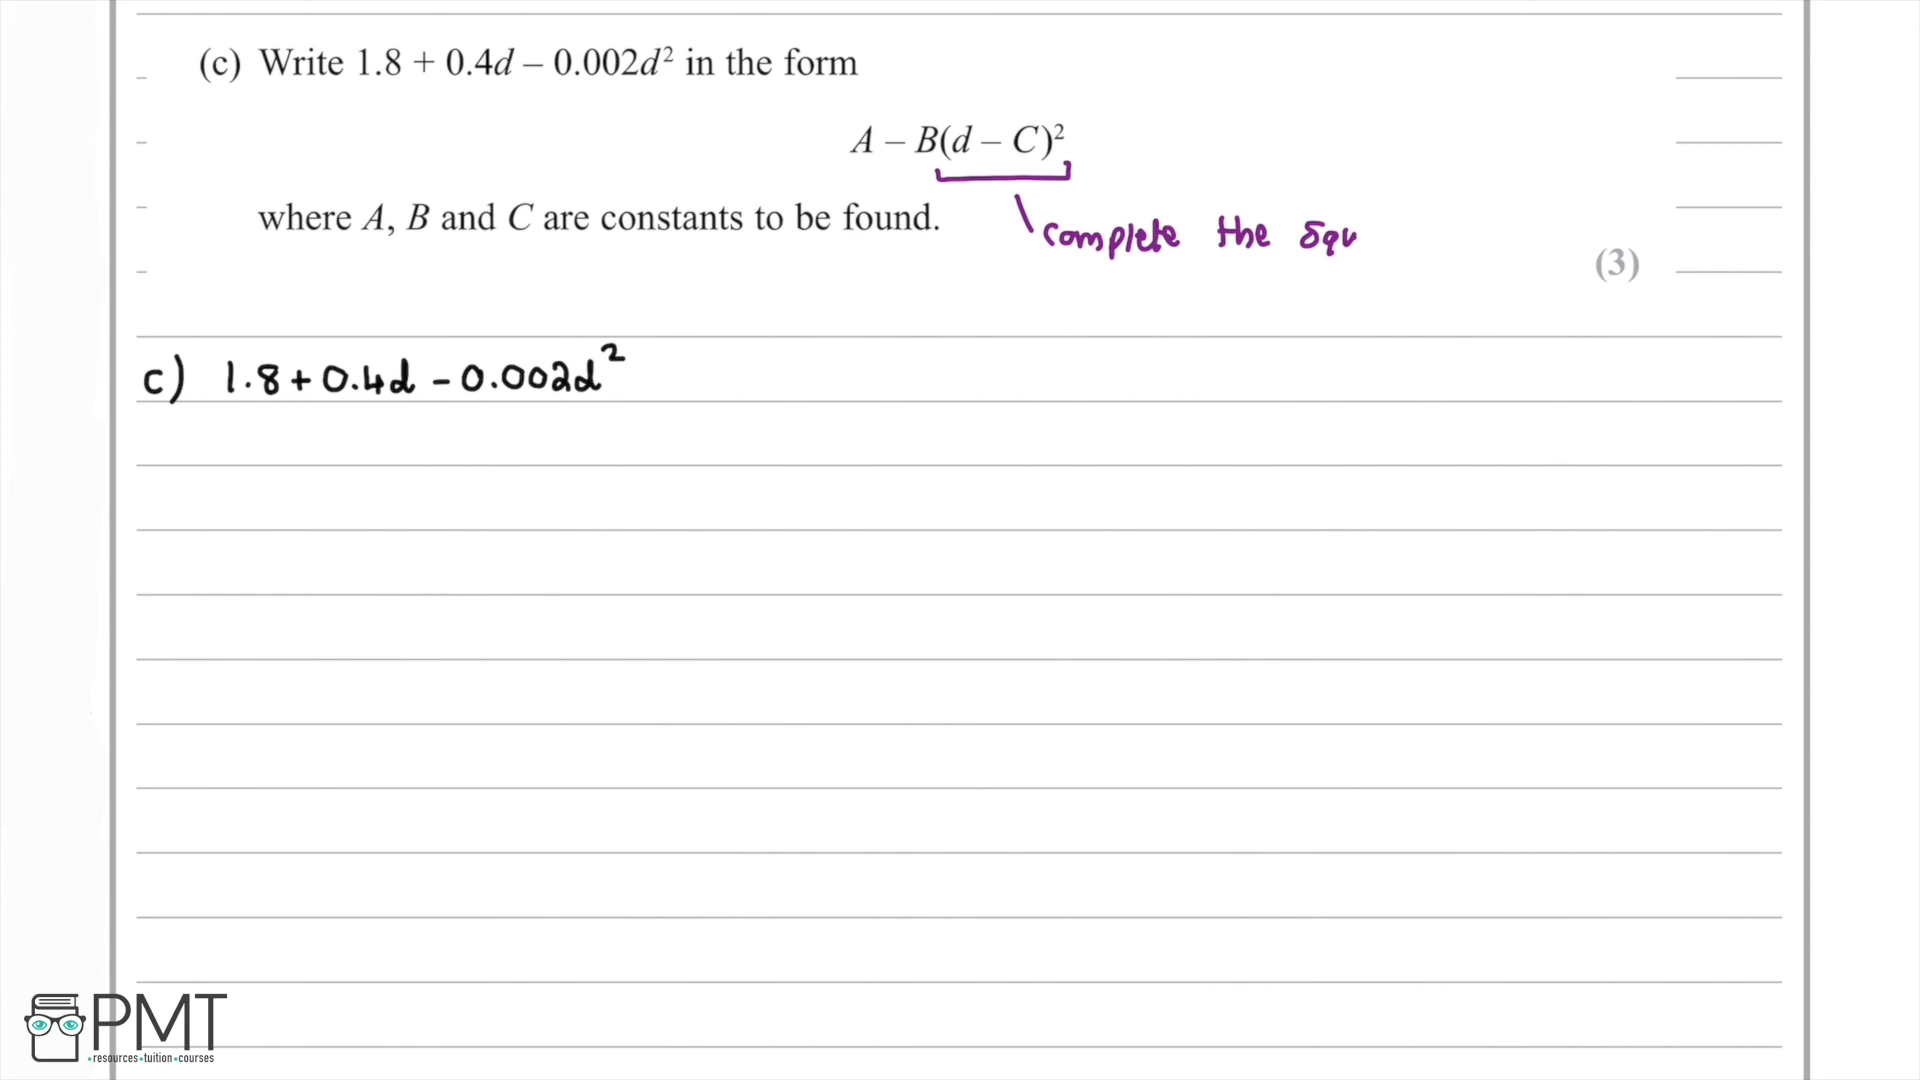 (c) Write 1.8 + 0.4d – 0.002d² in the form
A – B(d – C)²
where A, B and C are constants to be found.
complete the squ
(3)
c) 1.8 + 0.4d - 0.002d²
PMT
•resources•tuition•courses